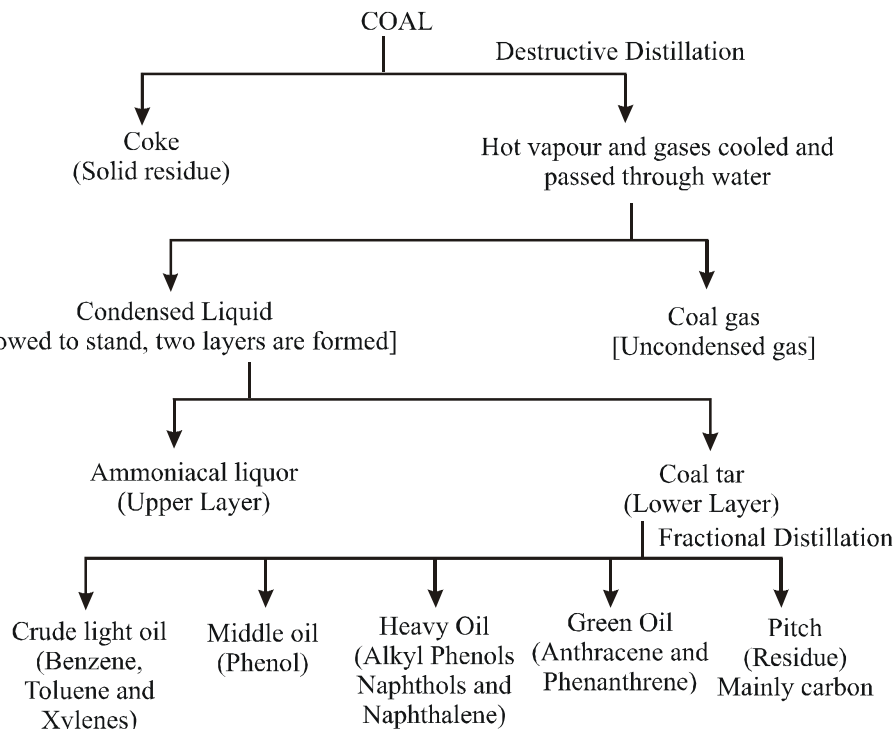 COAL
Destructive Distillation
Coke
(Solid residue)
Hot vapour and gases cooled and
passed through water
Condensed Liquid
owed to stand, two layers are formed]
Coal gas
[Uncondensed gas]
Ammoniacal liquor
(Upper Layer)
Coal tar
(Lower Layer)
Fractional Distillation
Crude light oil
(Benzene,
Toluene and
Xylenes)
Middle oil
(Phenol)
Heavy Oil
(Alkyl Phenols
Naphthols and
Naphthalene)
Green Oil
(Anthracene and
Phenanthrene)
Pitch
(Residue)
Mainly carbon